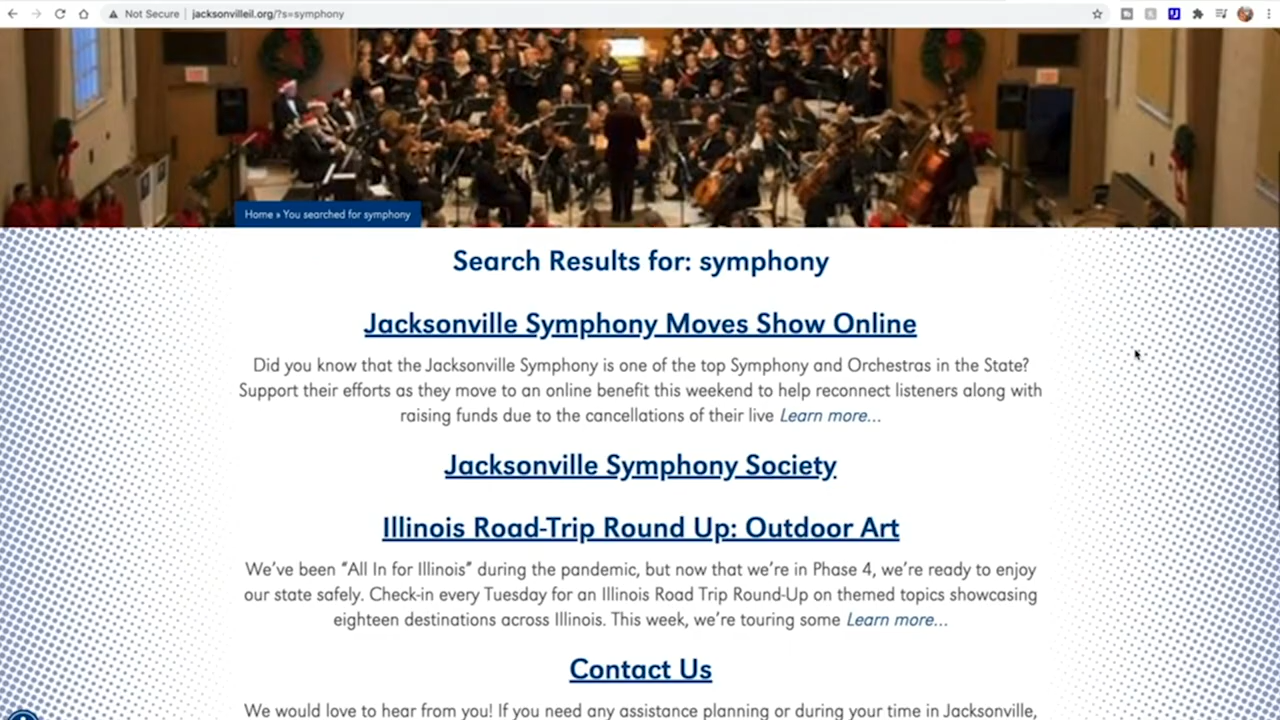 Not Secure | jacksonvilleil.org/?s=symphony
Home » You searched for symphony
Search Results for: symphony
Jacksonville Symphony Moves Show Online
Did you know that the Jacksonville Symphony is one of the top Symphony and Orchestras in the State?
Support their efforts as they move to an online benefit this weekend to help reconnect listeners along with
raising funds due to the cancellations of their live Learn more...
Jacksonville Symphony Society
Illinois Road-Trip Round Up: Outdoor Art
We’ve been “All In for Illinois” during the pandemic, but now that we’re in Phase 4, we’re ready to enjoy
our state safely. Check-in every Tuesday for an Illinois Road Trip Round-Up on themed topics showcasing
eighteen destinations across Illinois. This week, we’re touring some Learn more...
Contact Us
We would love to hear from you! If you need any assistance planning or during your time in Jacksonville,